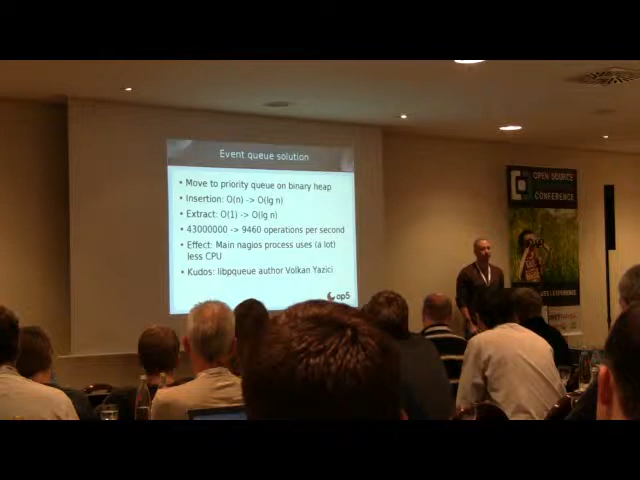 Event queue solution
• Move to priority queue on binary heap
• Insertion: O(n) -> O(lg n)
• Extract: O(1) -> O(lg n)
• 43000000 -> 9460 operations per second
• Effect: Main nagios process uses (a lot)
less CPU
• Kudos: libpqueue author Volkan Yazici
op5
OPEN SOURCE
CONFERENCE